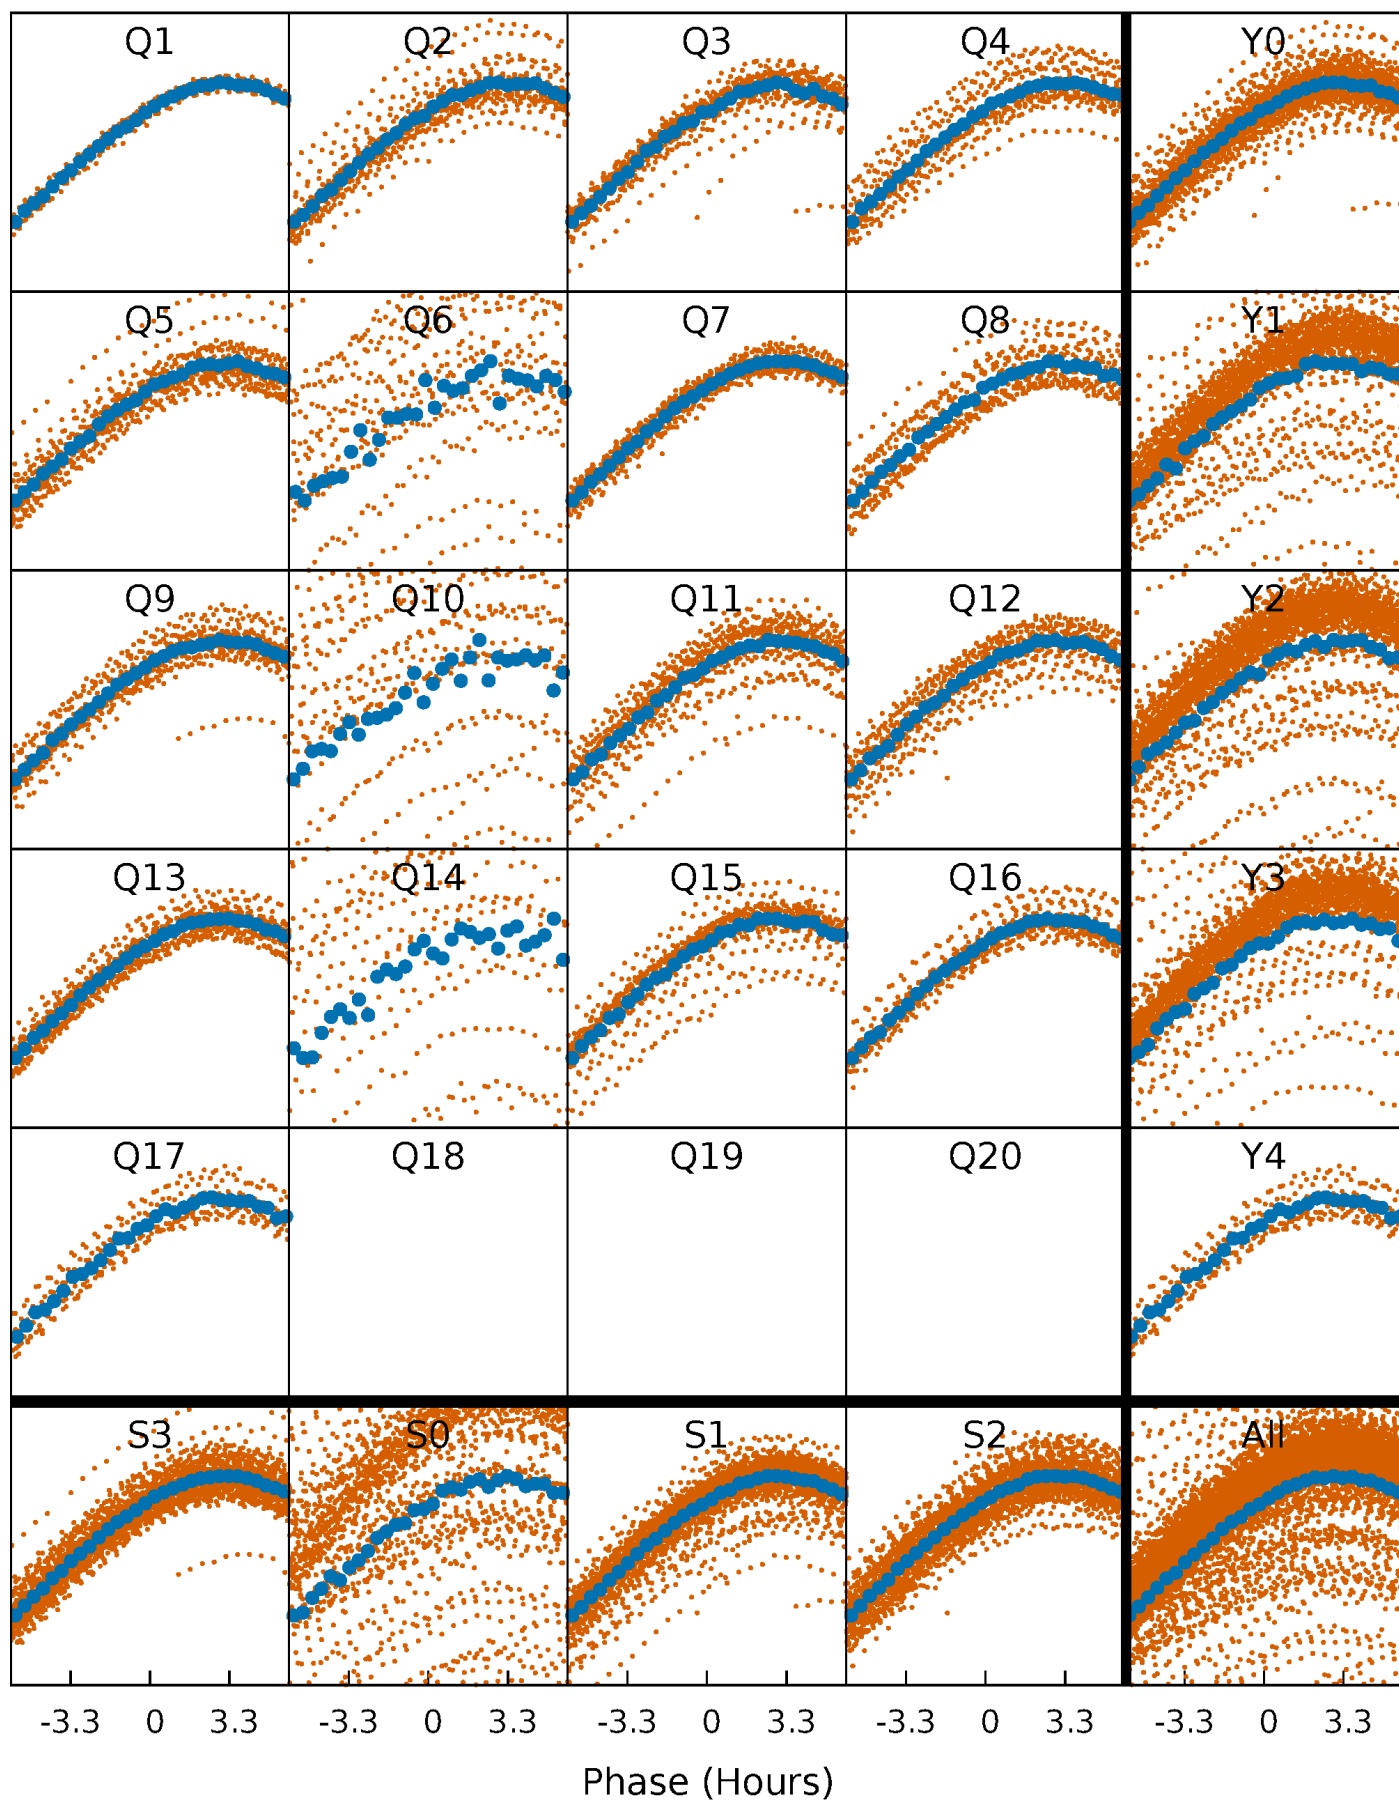 Q1 Q2 Q3 Q4 Y0
Q5 Q6 Q7 Q8 Y1
Q9 Q10 Q11 Q12 Y2
Q13 Q14 Q15 Q16 Y3
Q17 Q18 Q19 Q20 Y4
S3 S0 S1 S2 All
-3.3 0 3.3 -3.3 0 3.3 -3.3 0 3.3 -3.3 0 3.3 -3.3 0 3.3
Phase (Hours)